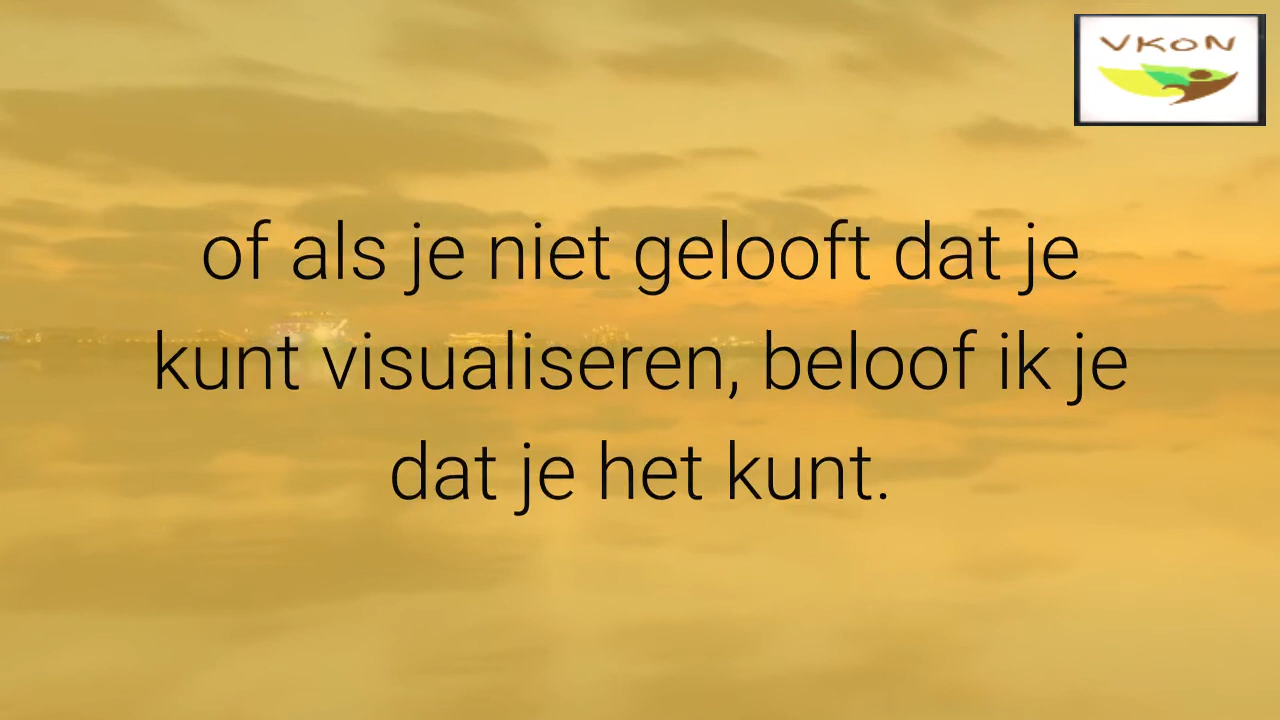 VKON
of als je niet gelooft dat je
kunt visualiseren, beloof ik je
dat je het kunt.